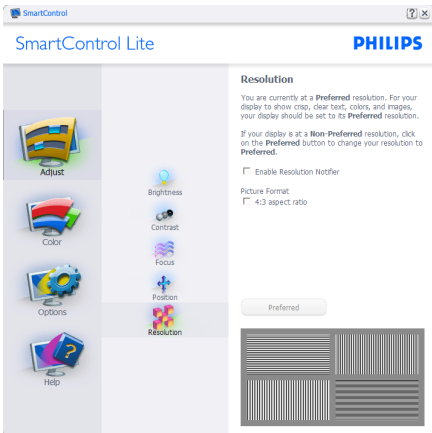 SmartControl
SmartControl Lite
PHILIPS
Adjust
Color
Options
Help
Brightness
Contrast
Focus
Position
Resolution
Resolution
You are currently at a Preferred resolution. For your
display to show crisp, clear text, colors, and images,
your display should be set to its Preferred resolution.
If your display is at a Non-Preferred resolution, click
on the Preferred button to change your resolution to
Preferred.
Enable Resolution Notifier
Picture Format
4:3 aspect ratio
Preferred